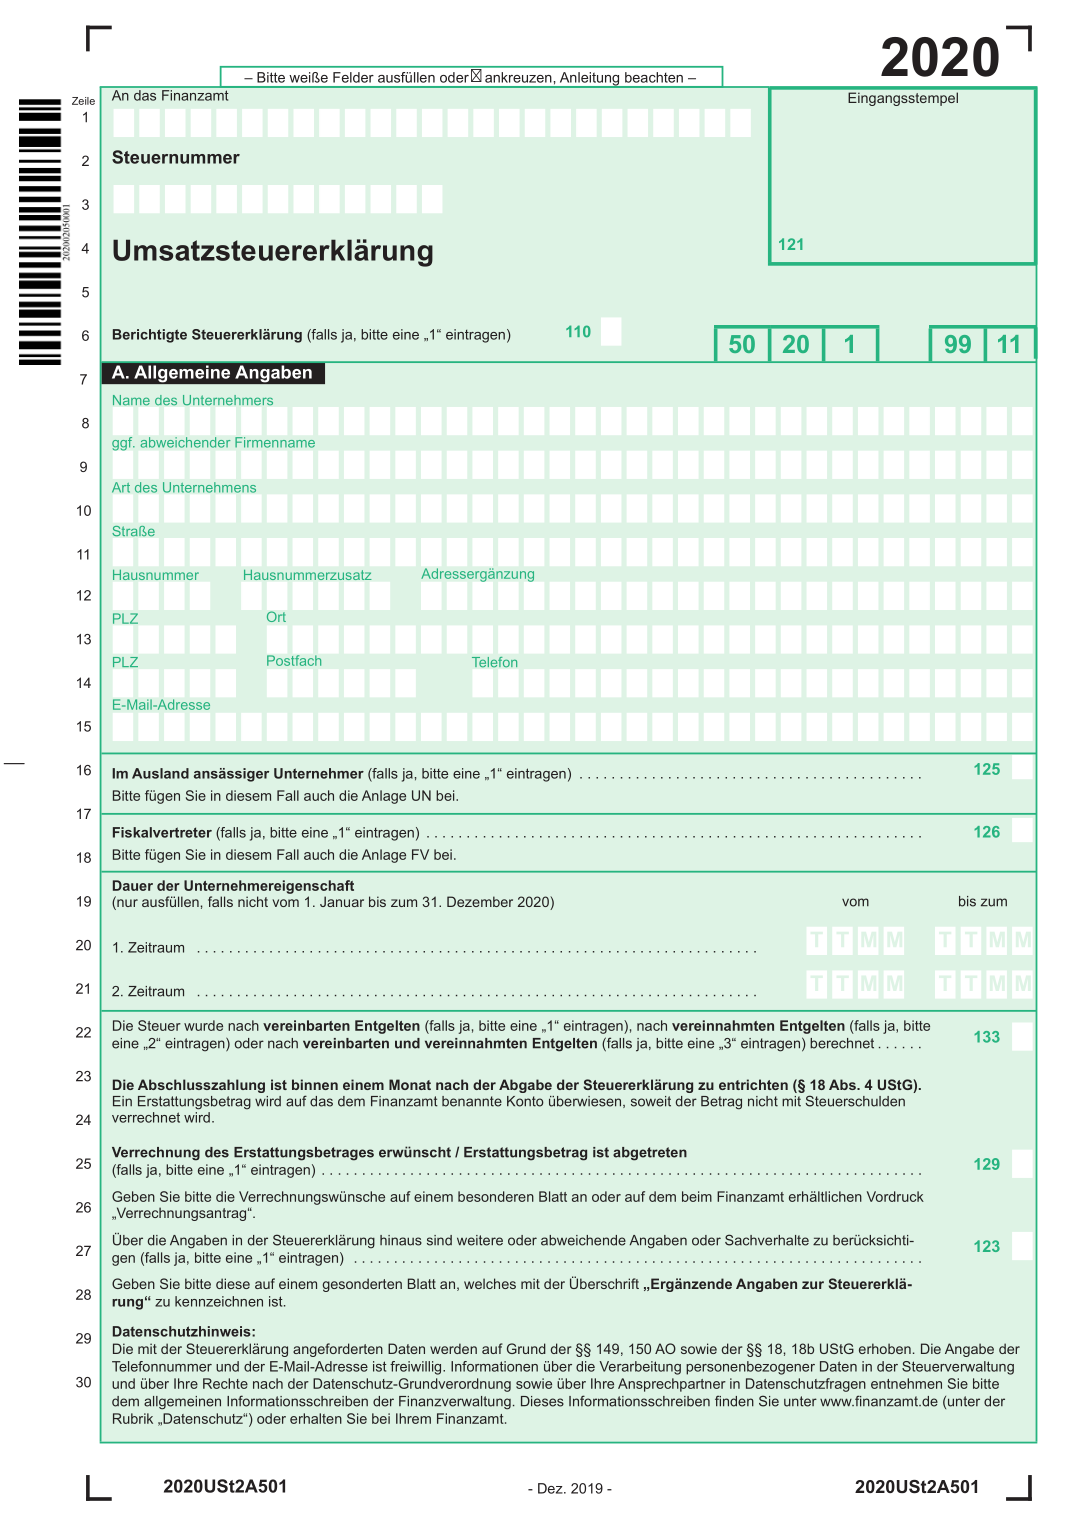 2020
– Bitte weiße Felder ausfüllen oder ☒ ankreuzen, Anleitung beachten –
Zeile
An das Finanzamt
Eingangsstempel
1
2
Steuernummer
3
202002050001
4
Umsatzsteuererklärung
121
5
6
Berichtigte Steuererklärung (falls ja, bitte eine „1“ eintragen)
110
50 20 1 99 11
7
A. Allgemeine Angaben
Name des Unternehmers
8
ggf. abweichender Firmenname
9
Art des Unternehmens
10
Straße
11
Hausnummer Hausnummerzusatz Adressergänzung
12
PLZ Ort
13
PLZ Postfach Telefon
14
E-Mail-Adresse
15
16
Im Ausland ansässiger Unternehmer (falls ja, bitte eine „1“ eintragen) . . . . . . . . . . . . . . . . . . . . . . . . . . . . . . . . . . . . . . . . . . 125
Bitte fügen Sie in diesem Fall auch die Anlage UN bei.
17
Fiskalvertreter (falls ja, bitte eine „1“ eintragen) . . . . . . . . . . . . . . . . . . . . . . . . . . . . . . . . . . . . . . . . . . . . . . . . . . . . . . . . . . . . . 126
18
Bitte fügen Sie in diesem Fall auch die Anlage FV bei.
Dauer der Unternehmereigenschaft
19
(nur ausfüllen, falls nicht vom 1. Januar bis zum 31. Dezember 2020) vom bis zum
20
1. Zeitraum . . . . . . . . . . . . . . . . . . . . . . . . . . . . . . . . . . . . . . . . . . . . . . . . . . . . . . . . . . . . . . . . . . . . . T T M M T T M M
21
2. Zeitraum . . . . . . . . . . . . . . . . . . . . . . . . . . . . . . . . . . . . . . . . . . . . . . . . . . . . . . . . . . . . . . . . . . . . . T T M M T T M M
22
Die Steuer wurde nach vereinbarten Entgelten (falls ja, bitte eine „1“ eintragen), nach vereinnahmten Entgelten (falls ja, bitte
eine „2“ eintragen) oder nach vereinbarten und vereinnahmten Entgelten (falls ja, bitte eine „3“ eintragen) berechnet . . . . . . 133
23
Die Abschlusszahlung ist binnen einem Monat nach der Abgabe der Steuererklärung zu entrichten (§ 18 Abs. 4 UStG).
Ein Erstattungsbetrag wird auf das dem Finanzamt benannte Konto überwiesen, soweit der Betrag nicht mit Steuerschulden
24
verrechnet wird.
Verrechnung des Erstattungsbetrages erwünscht / Erstattungsbetrag ist abgetreten
25
(falls ja, bitte eine „1“ eintragen) . . . . . . . . . . . . . . . . . . . . . . . . . . . . . . . . . . . . . . . . . . . . . . . . . . . . . . . . . . . . . . . . . . . . . . . . . . 129
Geben Sie bitte die Verrechnungswünsche auf einem besonderen Blatt an oder auf dem beim Finanzamt erhältlichen Vordruck
26
„Verrechnungsantrag“.
Über die Angaben in der Steuererklärung hinaus sind weitere oder abweichende Angaben oder Sachverhalte zu berücksichti-
27
gen (falls ja, bitte eine „1“ eintragen) . . . . . . . . . . . . . . . . . . . . . . . . . . . . . . . . . . . . . . . . . . . . . . . . . . . . . . . . . . . . . . . . . . . . . . 123
Geben Sie bitte diese auf einem gesonderten Blatt an, welches mit der Überschrift „Ergänzende Angaben zur Steuererklä-
28
rung“ zu kennzeichnen ist.
29
Datenschutzhinweis:
Die mit der Steuererklärung angeforderten Daten werden auf Grund der §§ 149, 150 AO sowie der §§ 18, 18b UStG erhoben. Die Angabe der
Telefonnummer und der E-Mail-Adresse ist freiwillig. Informationen über die Verarbeitung personenbezogener Daten in der Steuerverwaltung
30
und über Ihre Rechte nach der Datenschutz-Grundverordnung sowie über Ihre Ansprechpartner in Datenschutzfragen entnehmen Sie bitte
dem allgemeinen Informationsschreiben der Finanzverwaltung. Dieses Informationsschreiben finden Sie unter www.finanzamt.de (unter der
Rubrik „Datenschutz“) oder erhalten Sie bei Ihrem Finanzamt.
2020USt2A501
- Dez. 2019 -
2020USt2A501